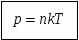 p = nkT